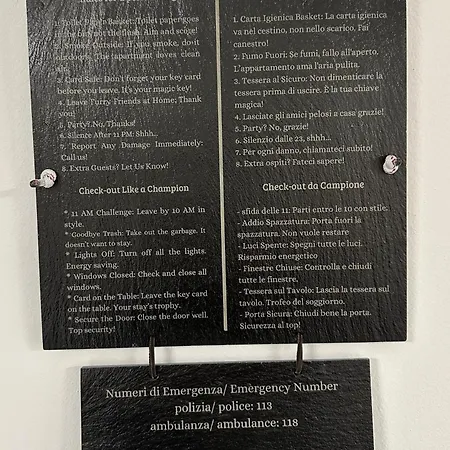 1. Toilet Paper Basket: Toilet paper goes
in the bin not the flush. Aim and score!
2. Smoke Outside: If you smoke, do it
outdoors. The apartment loves clean
air.
3. Card Safe: Don't forget your key card
before you leave. It's your magic key!
4. Leave Furry Friends at Home: Thank
you!
5. Party? No, Thanks!
6. Silence After 11 PM: Shhh...
7. Report Any Damage Immediately:
Call us!
8. Extra Guests? Let Us Know!
Check-out Like a Champion
* 11 AM Challenge: Leave by 10 AM in
style.
* Goodbye Trash: Take out the garbage. It
doesn't want to stay.
* Lights Off: Turn off all the lights.
Energy saving.
* Windows Closed: Check and close all
windows.
* Card on the Table: Leave the key card
on the table. Your stay's trophy.
* Secure the Door: Close the door well.
Top security!
1. Carta Igienica Basket: La carta igienica
va nel cestino, non nello scarico. Fai
canestro!
2. Fumo Fuori: Se fumi, fallo all'aperto.
L'appartamento ama l'aria pulita.
3. Tessera al Sicuro: Non dimenticare la
tessera prima di uscire. È la tua chiave
magica!
4. Lasciate gli amici pelosi a casa grazie!
5. Party? No, grazie!
6. Silenzio dalle 23, shhh...
7. Per ogni danno, chiamateci subito!
8. Extra ospiti? Fateci sapere!
Check-out da Campione
- sfida delle 11: Parti entro le 10 con stile.
- Addio Spazzatura: Porta fuori la
spazzatura. Non vuole restare
- Luci Spente: Spegni tutte le luci.
Risparmio energetico
- Finestre Chiuse: Controlla e chiudi
tutte le finestre.
- Tessera sul Tavolo: Lascia la tessera sul
tavolo. Trofeo del soggiorno.
- Porta Sicura: Chiudi bene la porta.
Sicurezza al top!
Numeri di Emergenza/ Emergency Number
polizia/ police: 113
ambulanza/ ambulance: 118